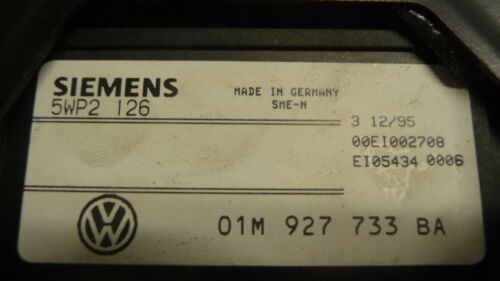 SIEMENS
5WP2 126
MADE IN GERMANY
SME-N
3 12/95
00EI002708
EI05434 0006
01M 927 733 BA